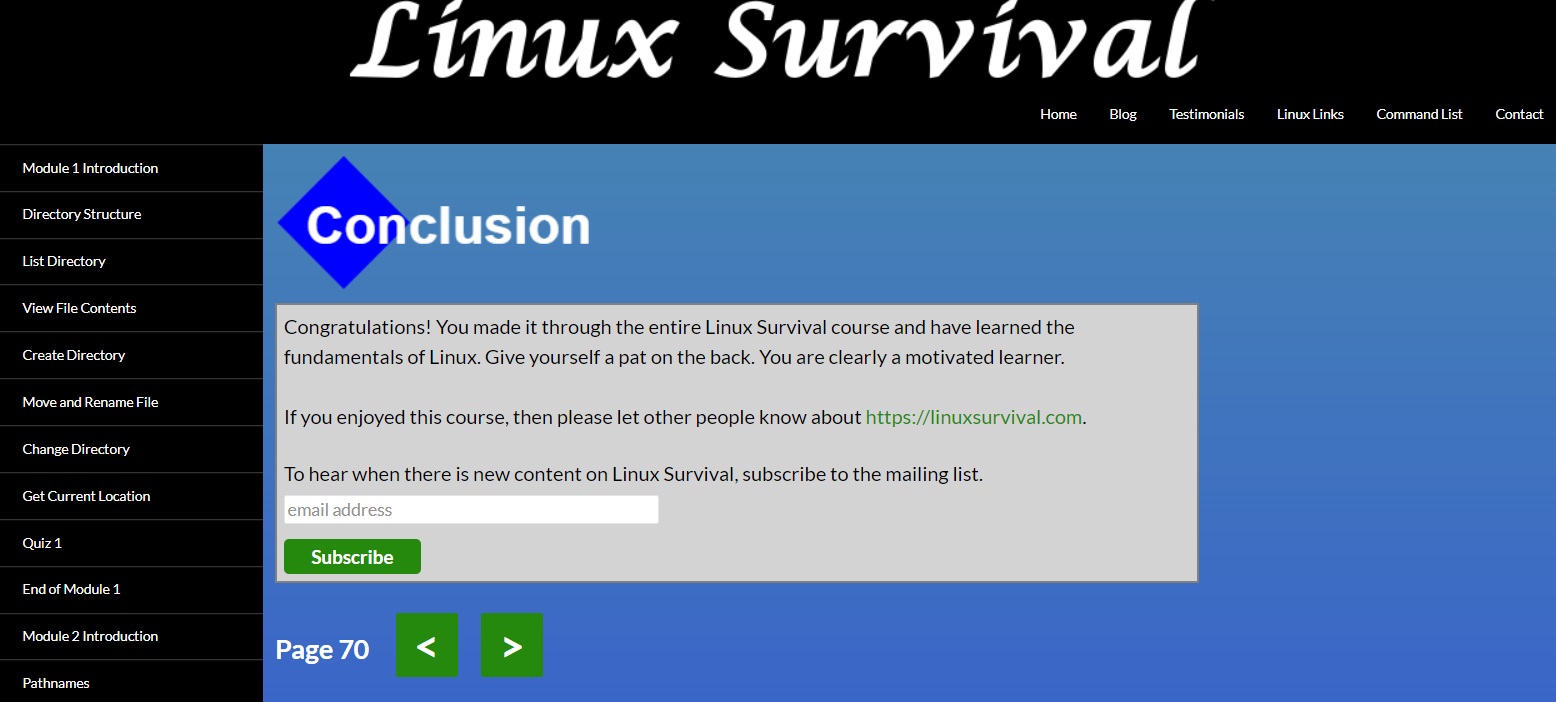 Linux Survival
Home Blog Testimonials Linux Links Command List Contact
Module 1 Introduction
Directory Structure
List Directory
View File Contents
Create Directory
Move and Rename File
Change Directory
Get Current Location
Quiz 1
End of Module 1
Module 2 Introduction
Pathnames
Conclusion
Congratulations! You made it through the entire Linux Survival course and have learned the
fundamentals of Linux. Give yourself a pat on the back. You are clearly a motivated learner.
If you enjoyed this course, then please let other people know about https://linuxsurvival.com.
To hear when there is new content on Linux Survival, subscribe to the mailing list.
email address
Subscribe
Page 70 < >